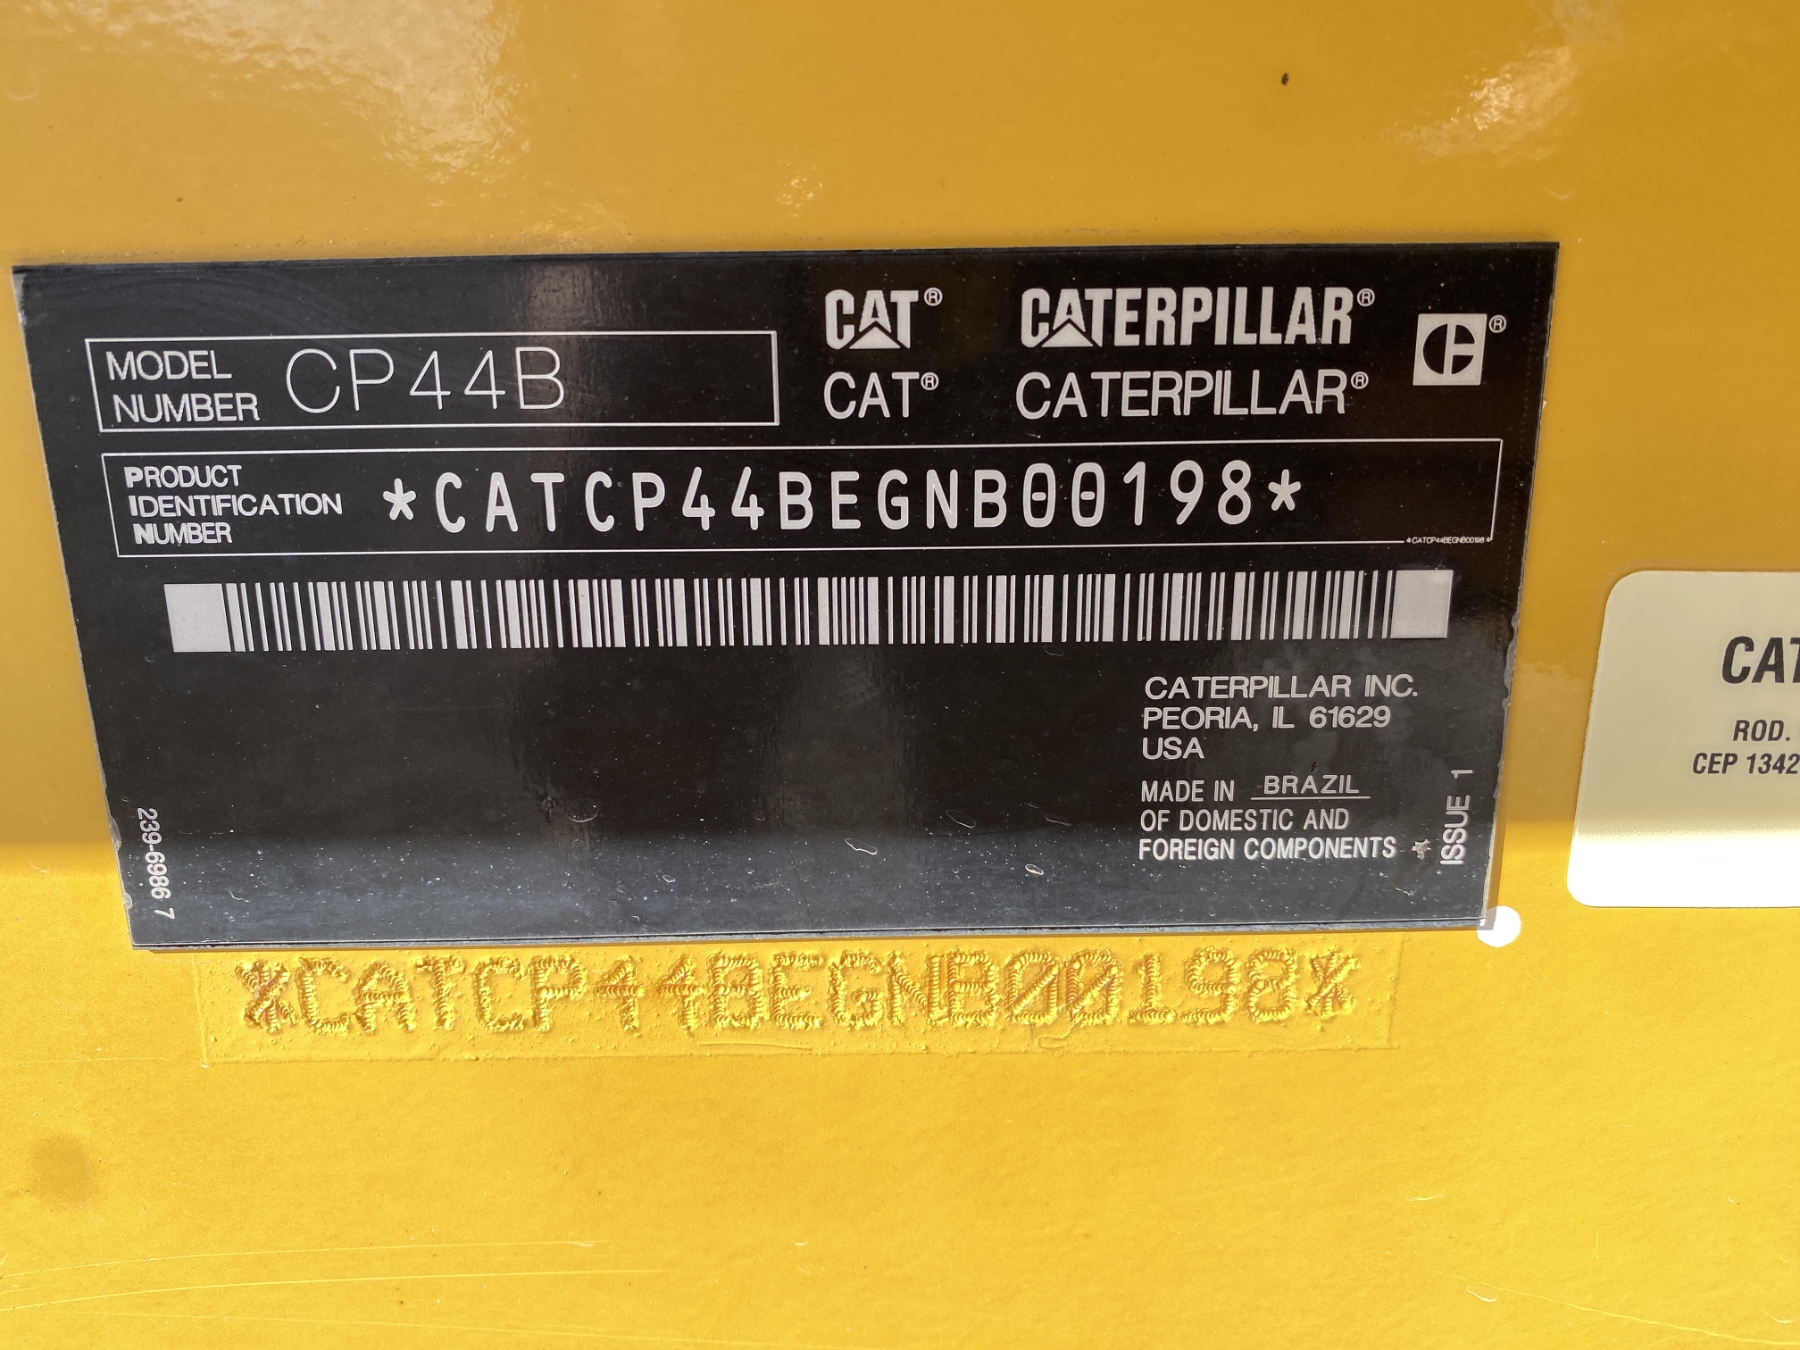 MODEL NUMBER CP44B
CAT® CATERPILLAR® ®
CAT® CATERPILLAR®
PRODUCT
IDENTIFICATION
NUMBER
*CATCP44BEGNB00198*
*CATCP44BEGNB00198*
CATERPILLAR INC.
PEORIA, IL 61629
USA
MADE IN BRAZIL
OF DOMESTIC AND
FOREIGN COMPONENTS
ISSUE 1
239-6986 7
*CATCP44BEGNB00198*
CAT
ROD.
CEP 1342